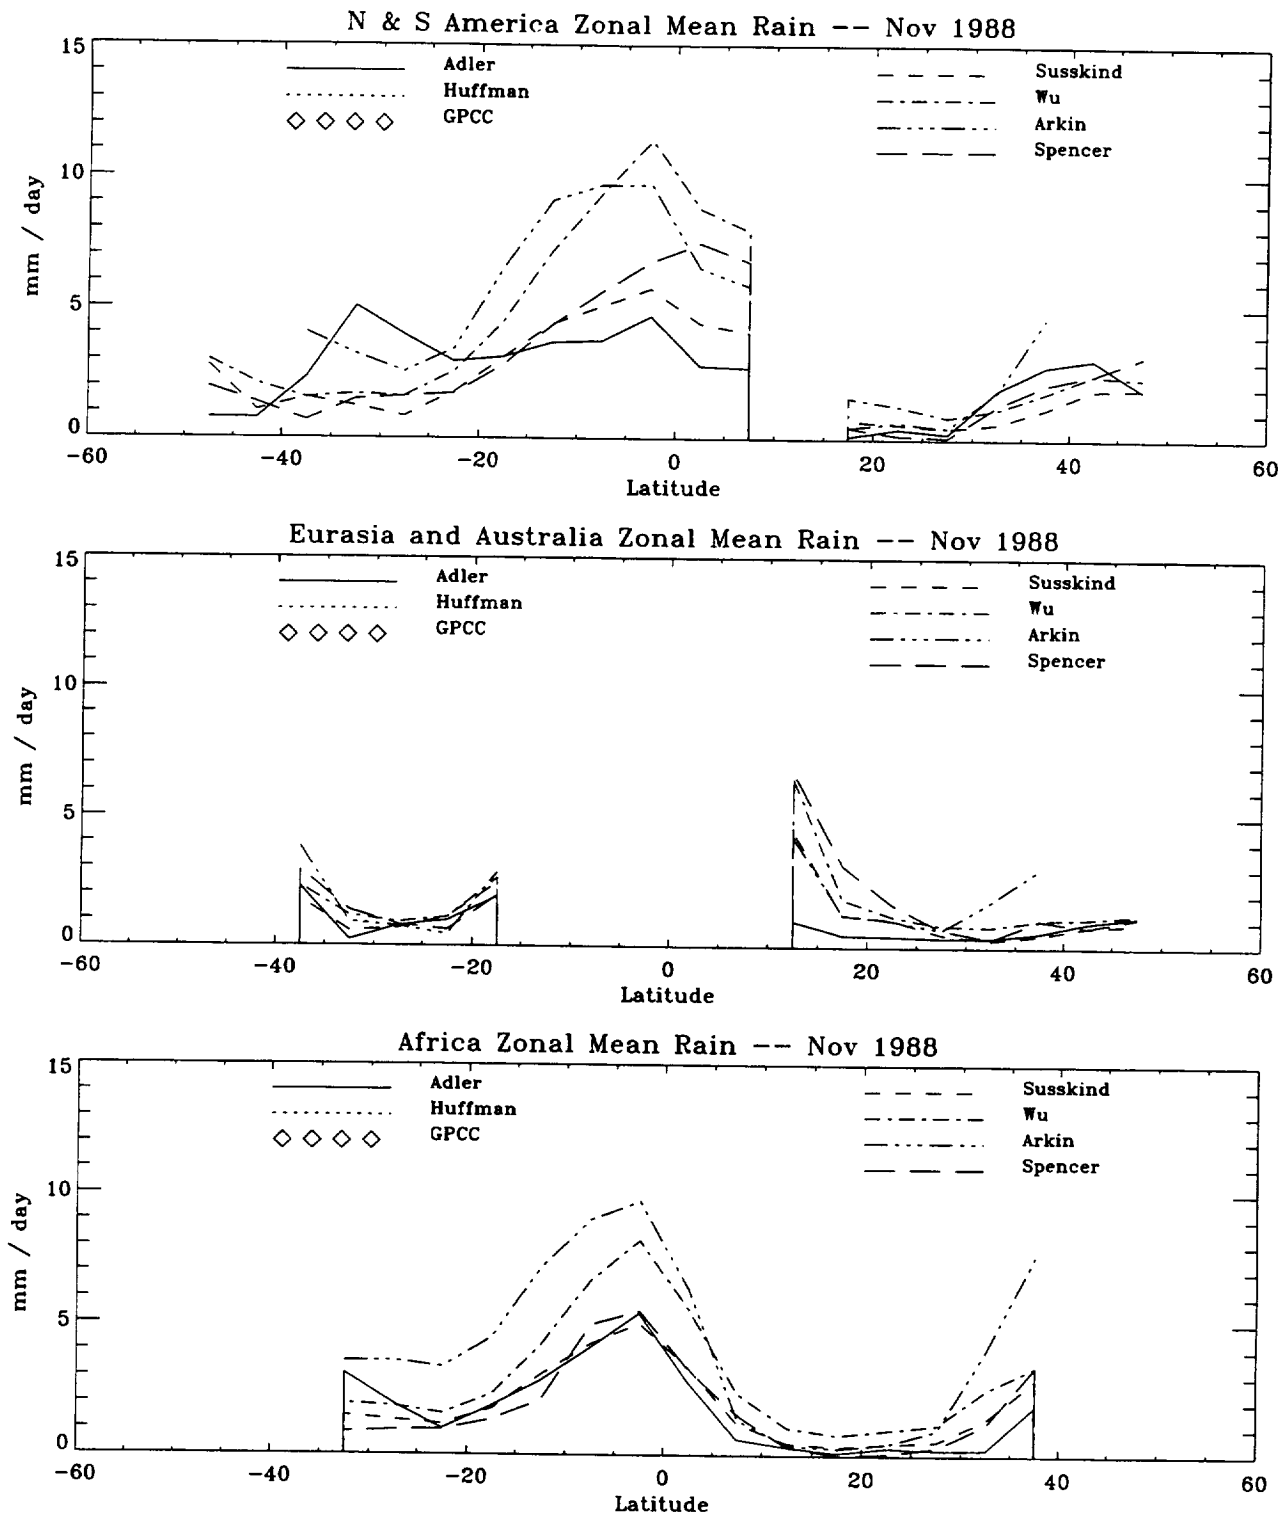 N & S America Zonal Mean Rain -- Nov 1988
15
10
5
0
mm / day
Adler
Huffman
GPCC
Susskind
Wu
Arkin
Spencer
-60 -40 -20 0 20 40 60
Latitude
Eurasia and Australia Zonal Mean Rain -- Nov 1988
15
10
5
0
mm / day
Adler
Huffman
GPCC
Susskind
Wu
Arkin
Spencer
-60 -40 -20 0 20 40 60
Latitude
Africa Zonal Mean Rain -- Nov 1988
15
10
5
0
mm / day
Adler
Huffman
GPCC
Susskind
Wu
Arkin
Spencer
-60 -40 -20 0 20 40 60
Latitude